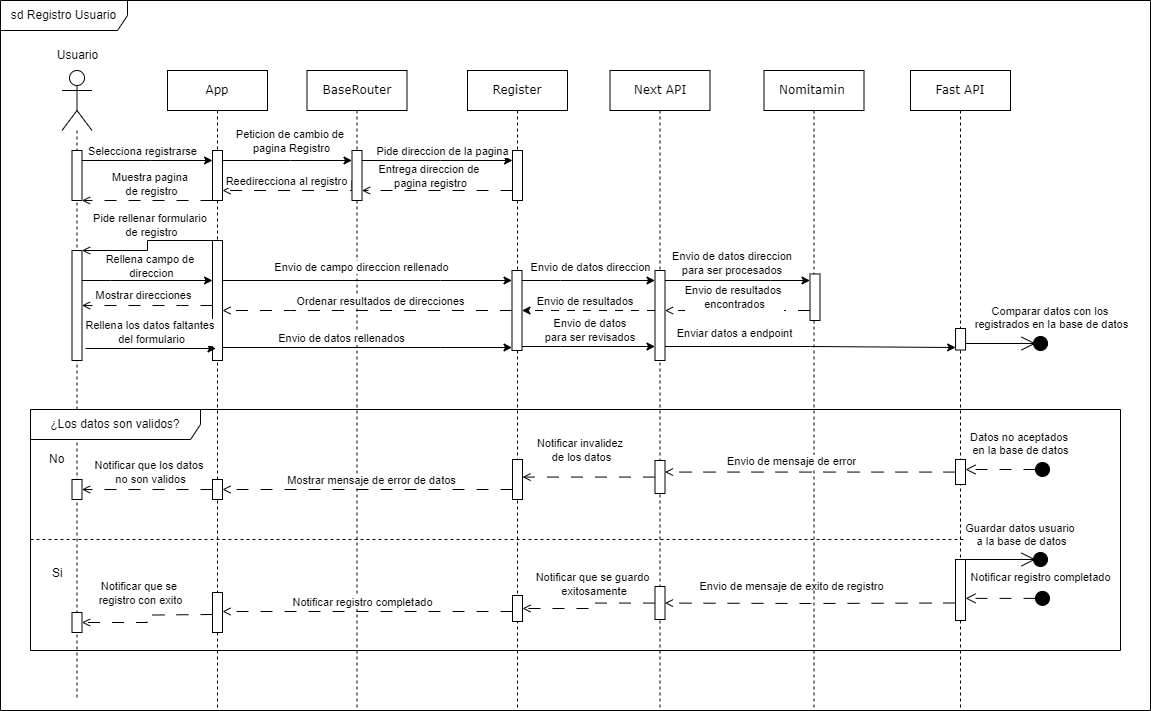 sd Registro Usuario
Usuario
App
BaseRouter
Register
Next API
Nomitamin
Fast API
Selecciona registrarse
Peticion de cambio de
pagina Registro
Pide direccion de la pagina
Muestra pagina
de registro
Reedirecciona al registro
Entrega direccion de
pagina registro
Pide rellenar formulario
de registro
Rellena campo de
direccion
Envio de campo direccion rellenado
Envio de datos direccion
Envio de datos direccion
para ser procesados
Mostrar direcciones
Ordenar resultados de direcciones
Envio de resultados
Envio de resultados
encontrados
Rellena los datos faltantes
del formulario
Envio de datos rellenados
Envio de datos
para ser revisados
Enviar datos a endpoint
Comparar datos con los
registrados en la base de datos
¿Los datos son validos?
No
Notificar que los datos
no son validos
Mostrar mensaje de error de datos
Notificar invalidez
de los datos
Envio de mensaje de error
Datos no aceptados
en la base de datos
Guardar datos usuario
a la base de datos
Si
Notificar que se
registro con exito
Notificar registro completado
Notificar que se guardo
exitosamente
Envio de mensaje de exito de registro
Notificar registro completado